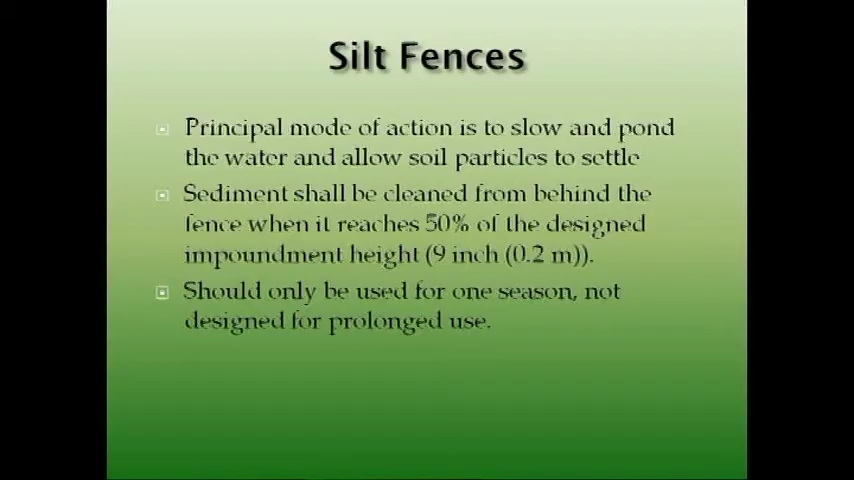 Silt Fences
Principal mode of action is to slow and pond
the water and allow soil particles to settle
Sediment shall be cleaned from behind the
fence when it reaches 50% of the designed
impoundment height (9 inch (0.2 m)).
Should only be used for one season, not
designed for prolonged use.